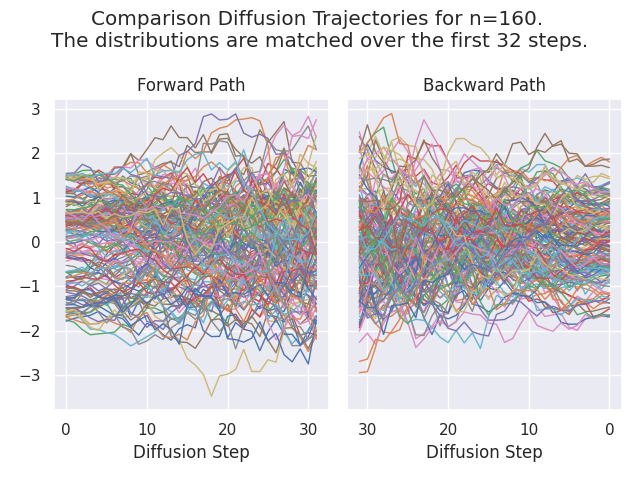 Comparison Diffusion Trajectories for n=160.
The distributions are matched over the first 32 steps.
Forward Path
Backward Path
3
2
1
0
−1
−2
−3
0 10 20 30
30 20 10 0
Diffusion Step
Diffusion Step